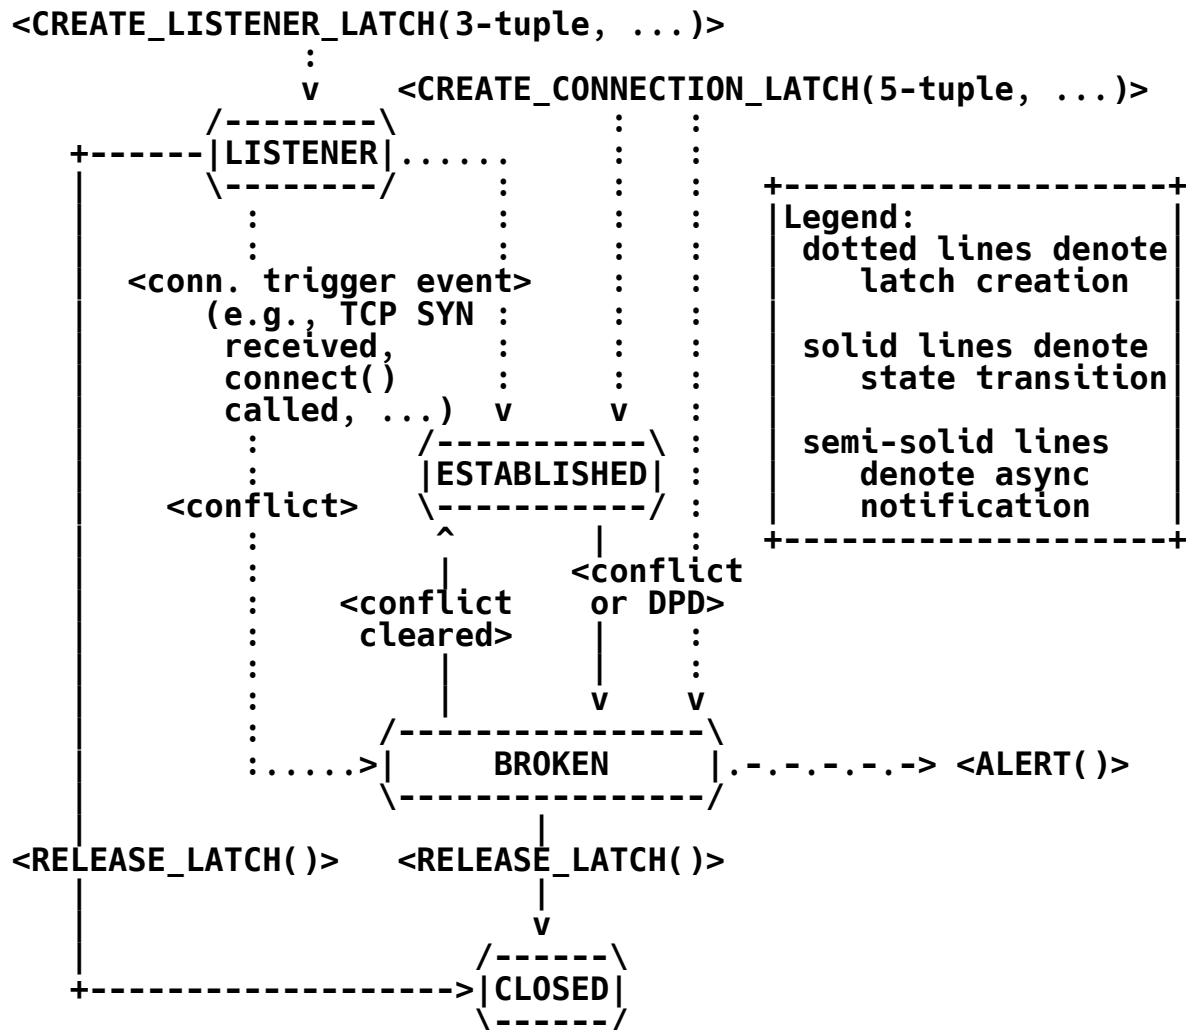 <CREATE_LISTENER_LATCH(3-tuple, ...)>
                :
                v    <CREATE_CONNECTION_LATCH(5-tuple, ...)>
          /--------\           :   :
   +------|LISTENER|......     :   :
   |      \--------/     :     :   :   +--------------------+
   |        :            :     :   :   |Legend:             |
   |        :            :     :   :   | dotted lines denote|
   |  <conn. trigger event>    :   :   |    latch creation  |
   |      (e.g., TCP SYN :     :   :   |                    |
   |       received,     :     :   :   | solid lines denote |
   |       connect()     :     :   :   |    state transition|
   |       called, ...)  v     v   :   |                    |
   |        :        /-----------\ :   | semi-solid lines   |
   |        :        |ESTABLISHED| :   |    denote async    |
   |    <conflict>   \-----------/ :   |    notification    |
   |        :         ^       |    :   +--------------------+
   |        :         |      <conflict
   |        :    <conflict    or DPD>
   |        :     cleared>    |    :
   |        :         |       |    :
   |        :         |       v    v
   |        :      /----------------\
   |        :.....>|     BROKEN     |.-.-.-.-.-> <ALERT()>
   |               \----------------/
   |                       |
<RELEASE_LATCH()>   <RELEASE_LATCH()>
   |                       |
   |                       v
   |                    /------\
   +------------------->|CLOSED|
                        \------/